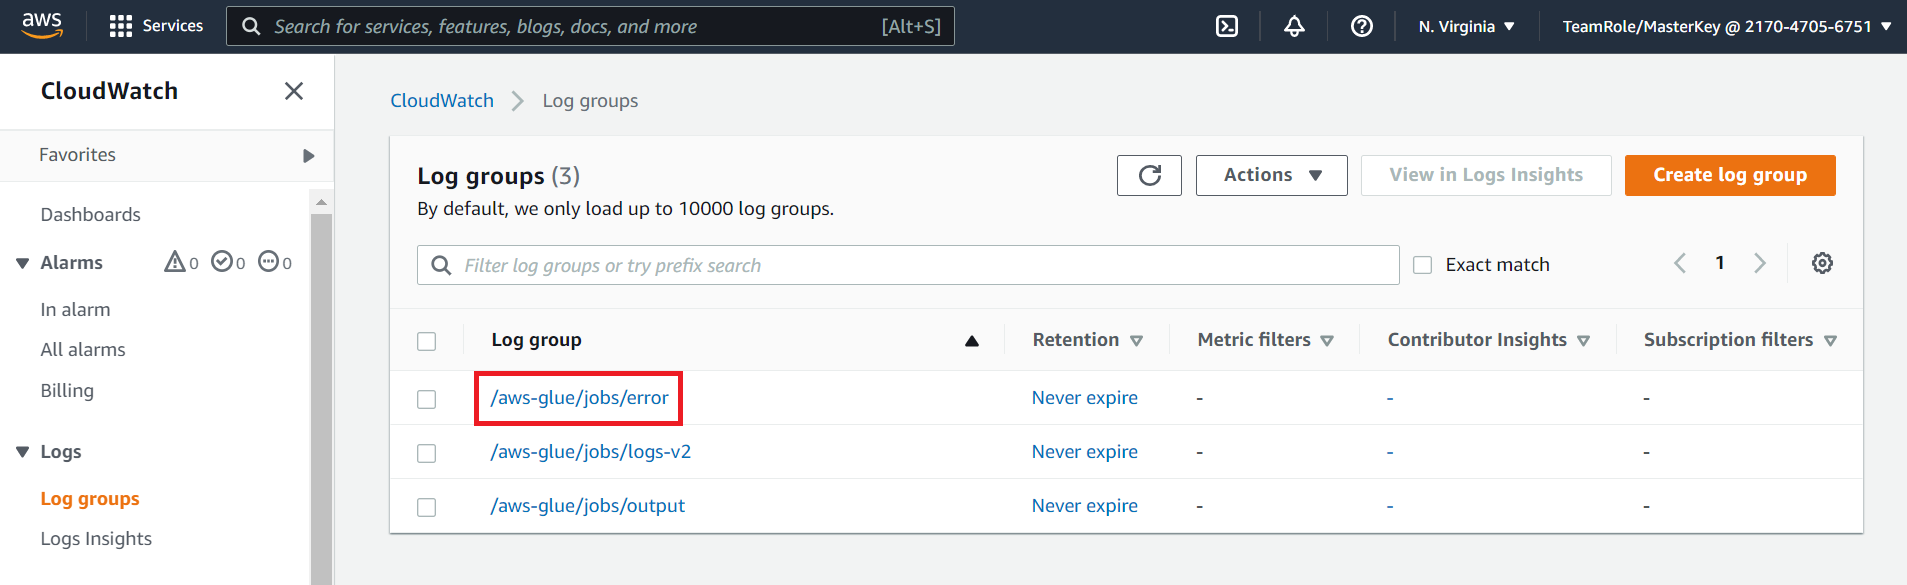 aws
Services
Search for services, features, blogs, docs, and more [Alt+S]
N. Virginia
TeamRole/MasterKey @ 2170-4705-6751
CloudWatch
Favorites
Dashboards
Alarms 0 0 0
In alarm
All alarms
Billing
Logs
Log groups
Logs Insights
CloudWatch Log groups
Log groups (3)
By default, we only load up to 10000 log groups.
Actions
View in Logs Insights
Create log group
Filter log groups or try prefix search
Exact match
1
Log group Retention Metric filters Contributor Insights Subscription filters
/aws-glue/jobs/error Never expire - - -
/aws-glue/jobs/logs-v2 Never expire - - -
/aws-glue/jobs/output Never expire - - -